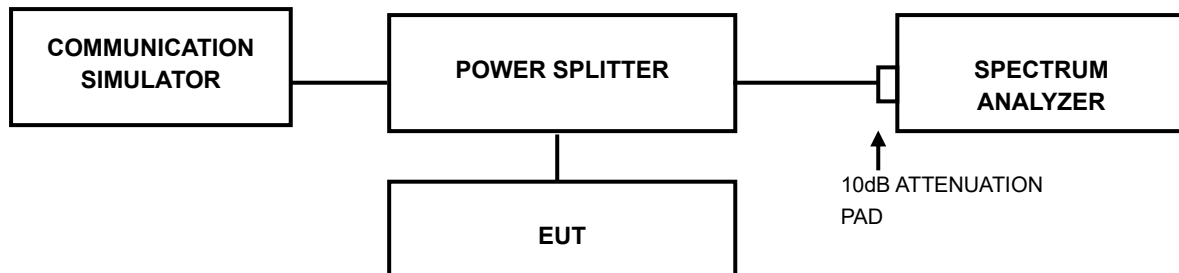 COMMUNICATION
SIMULATOR
POWER SPLITTER
SPECTRUM
ANALYZER
10dB ATTENUATION
PAD
EUT